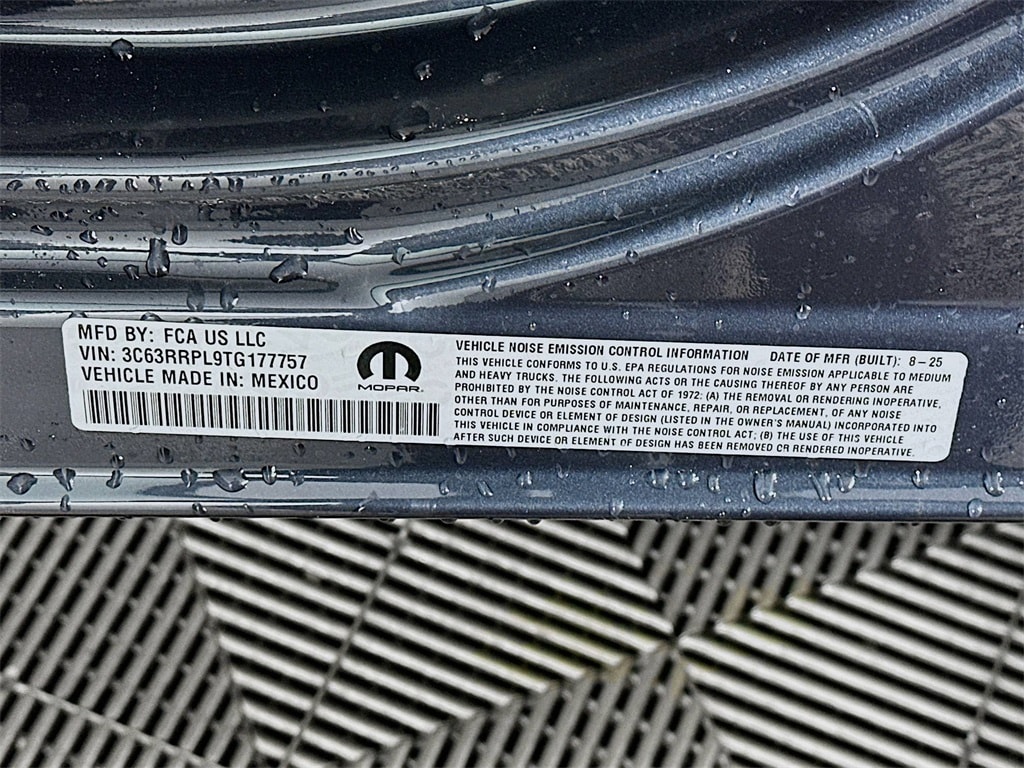 MFD BY: FCA US LLC
VIN: 3C63RRPL9TG177757
VEHICLE MADE IN: MEXICO
MOPAR.
VEHICLE NOISE EMISSION CONTROL INFORMATION DATE OF MFR (BUILT): 8-25
THIS VEHICLE CONFORMS TO U.S. EPA REGULATIONS FOR NOISE EMISSION APPLICABLE TO MEDIUM
AND HEAVY TRUCKS. THE FOLLOWING ACTS OR THE CAUSING THEREOF BY ANY PERSON ARE
PROHIBITED BY THE NOISE CONTROL ACT OF 1972: (A) THE REMOVAL OR RENDERING INOPERATIVE,
OTHER THAN FOR PURPOSES OF MAINTENANCE, REPAIR, OR REPLACEMENT, OF ANY NOISE
CONTROL DEVICE OR ELEMENT OF DESIGN (LISTED IN THE OWNER'S MANUAL) INCORPORATED INTO
THIS VEHICLE IN COMPLIANCE WITH THE NOISE CONTROL ACT; (B) THE USE OF THIS VEHICLE
AFTER SUCH DEVICE OR ELEMENT OF DESIGN HAS BEEN REMOVED OR RENDERED INOPERATIVE.